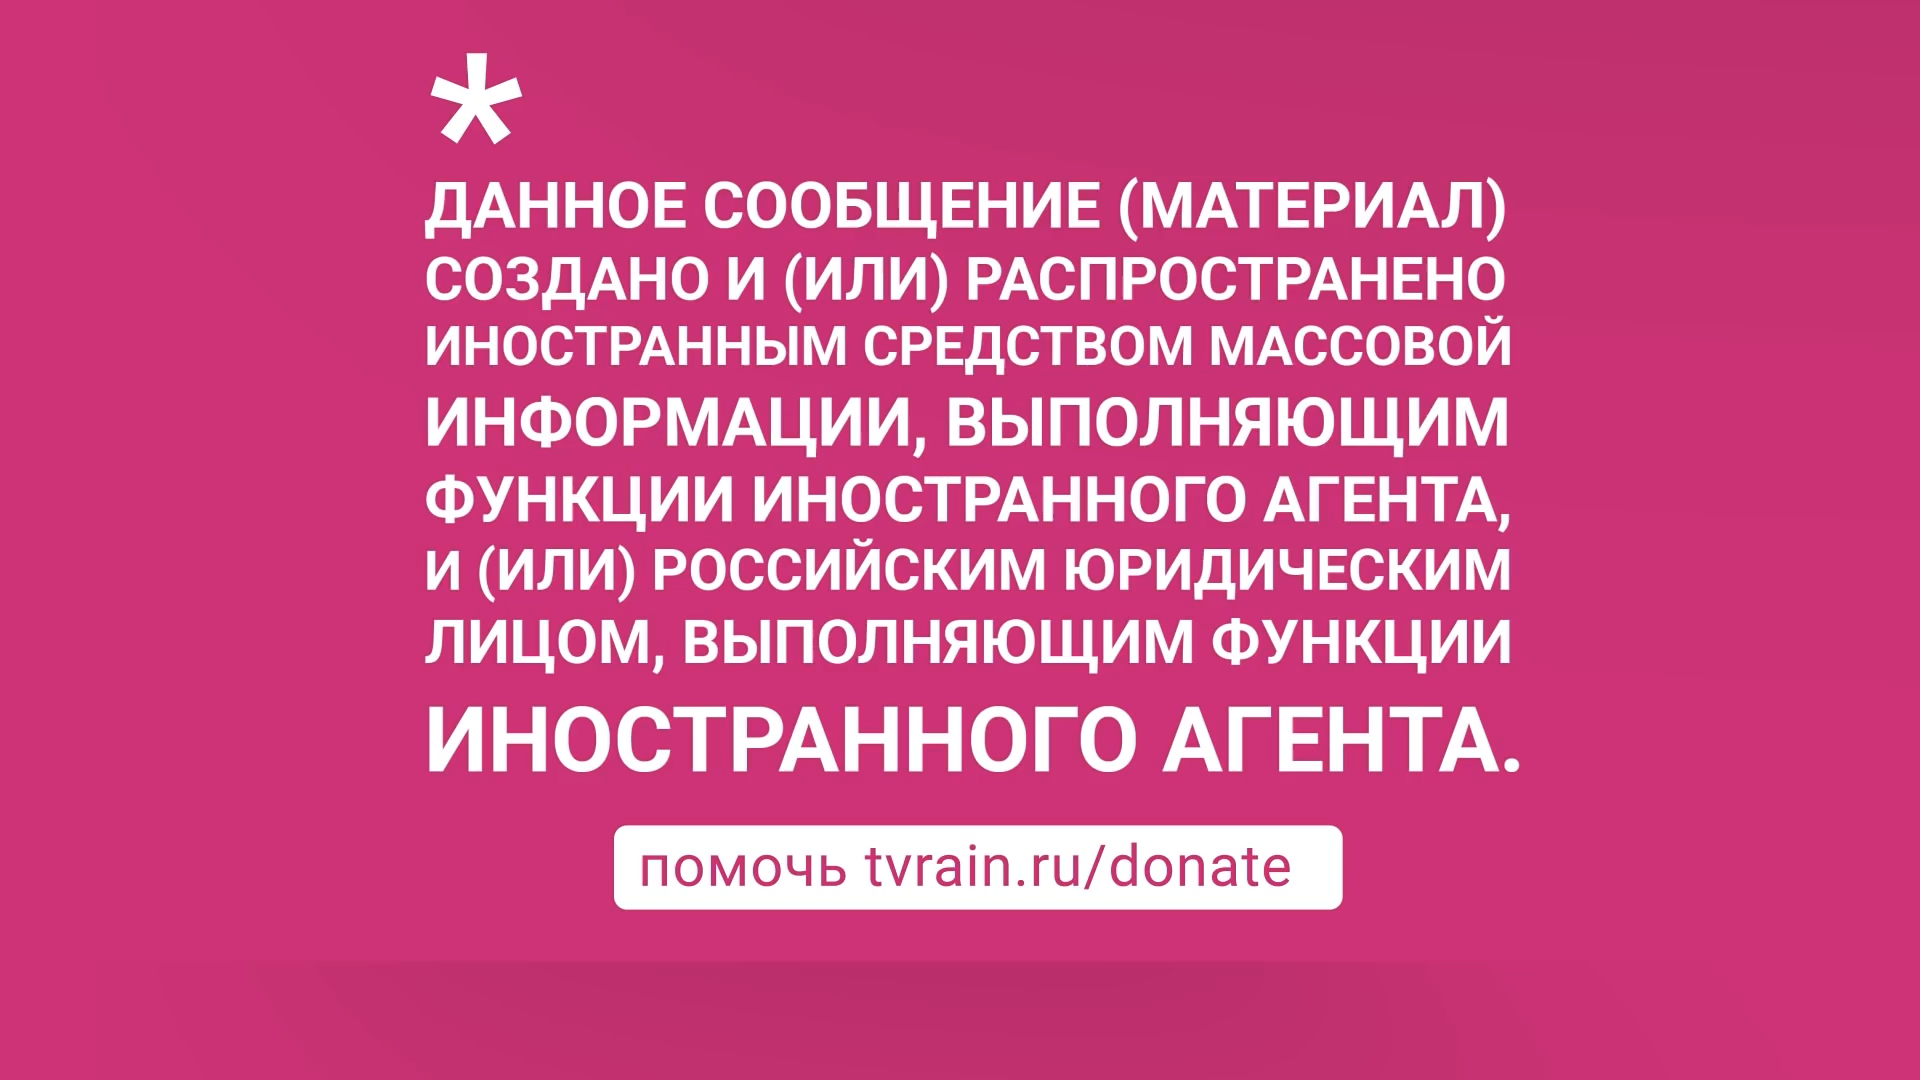 *
ДАННОЕ СООБЩЕНИЕ (МАТЕРИАЛ)
СОЗДАНО И (ИЛИ) РАСПРОСТРАНЕНО
ИНОСТРАННЫМ СРЕДСТВОМ МАССОВОЙ
ИНФОРМАЦИИ, ВЫПОЛНЯЮЩИМ
ФУНКЦИИ ИНОСТРАННОГО АГЕНТА,
И (ИЛИ) РОССИЙСКИМ ЮРИДИЧЕСКИМ
ЛИЦОМ, ВЫПОЛНЯЮЩИМ ФУНКЦИИ
ИНОСТРАННОГО АГЕНТА.
помочь tvrain.ru/donate